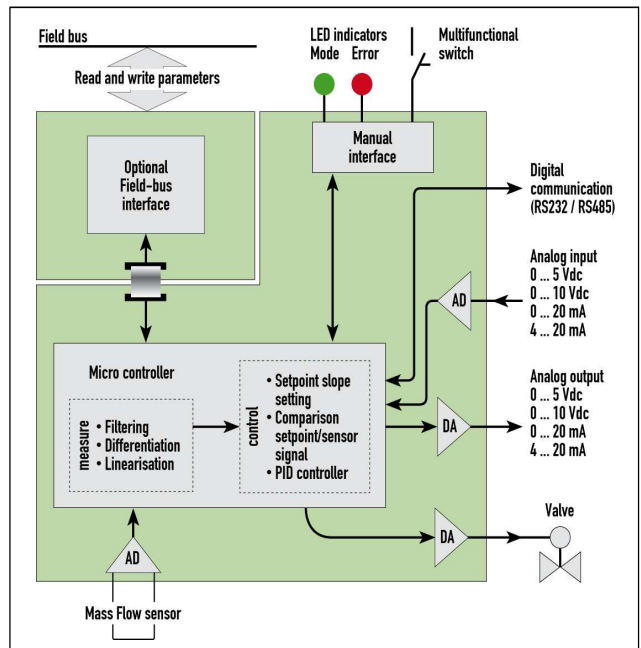 Field bus
Read and write parameters
LED indicators
Mode Error
Multifunctional
switch
Optional
Field-bus
interface
Manual
interface
Digital
communication
(RS232 / RS485)
Analog input
0 ... 5 Vdc
0 ... 10 Vdc
0 ... 20 mA
4 ... 20 mA
AD
Micro controller
measure
• Filtering
• Differentiation
• Linearisation
control
• Setpoint slope
setting
• Comparison
setpoint/sensor
signal
• PID controller
Analog output
0 ... 5 Vdc
0 ... 10 Vdc
0 ... 20 mA
4 ... 20 mA
DA
DA
Valve
AD
Mass Flow sensor